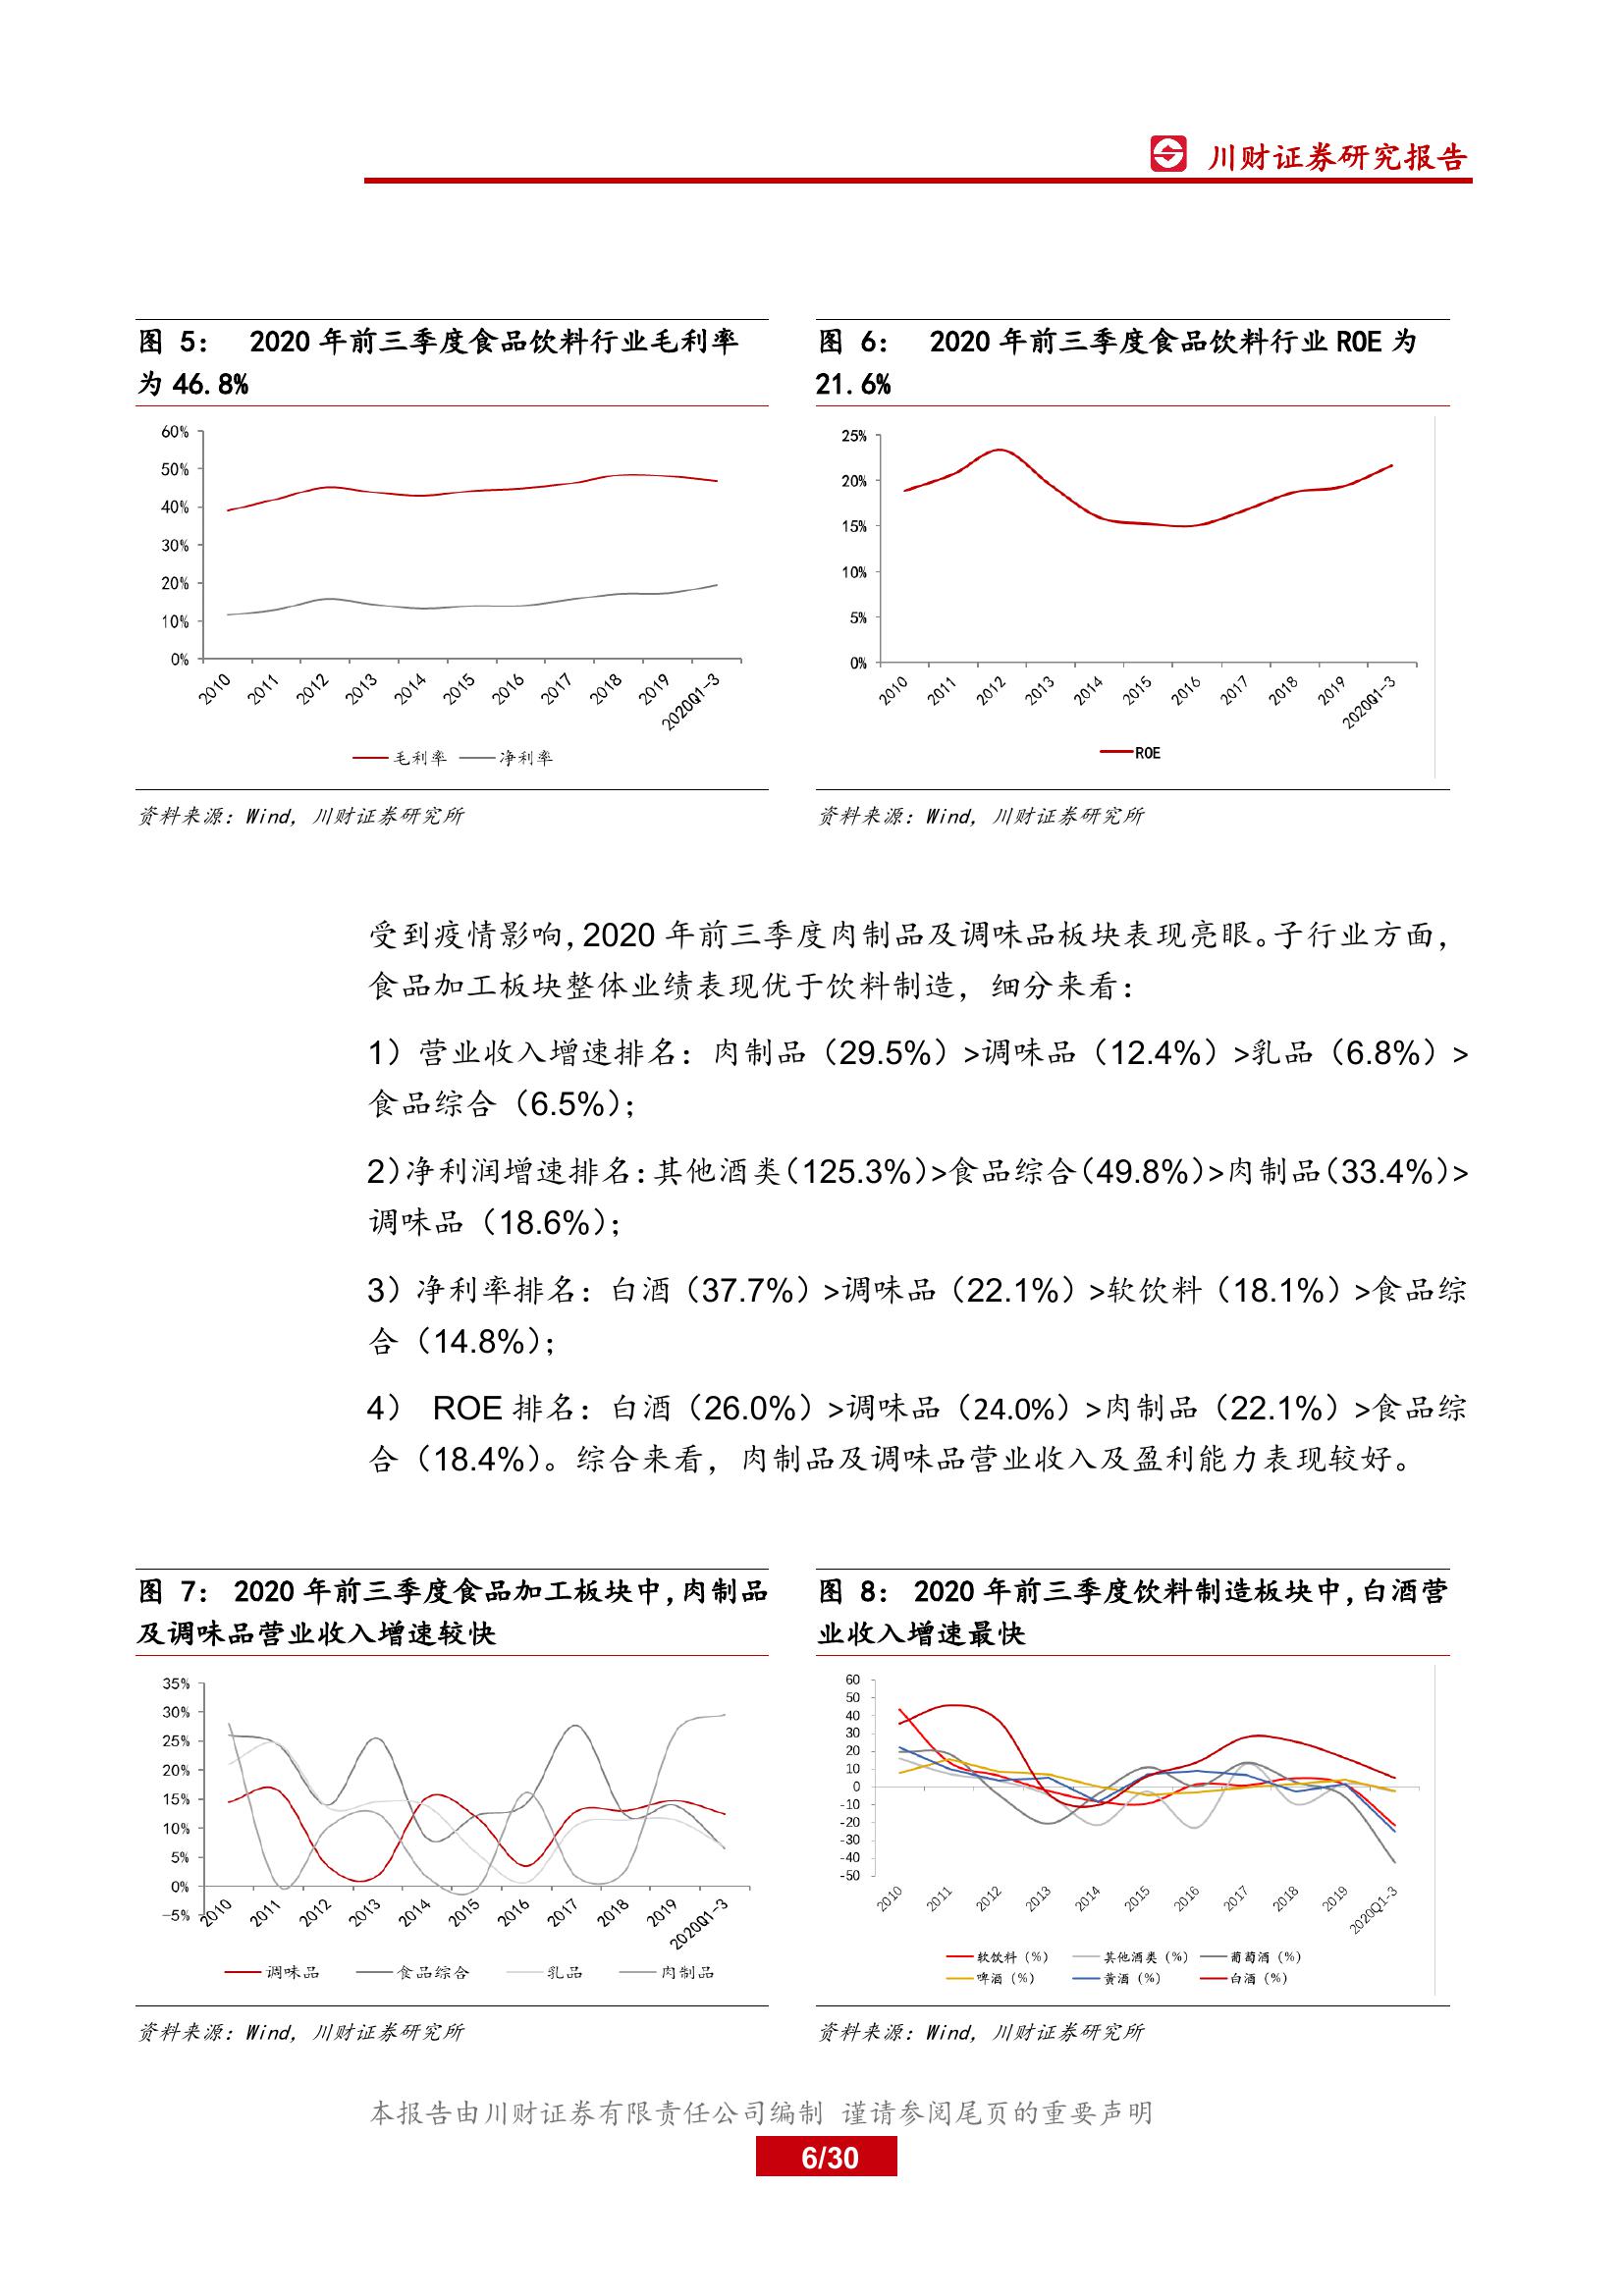 川财证券研究报告
图 5： 2020 年前三季度食品饮料行业毛利率
为 46.8%
60%
50%
40%
30%
20%
10%
0%
2010
2011
2012
2013
2014
2015
2016
2017
2018
2019
2020Q1-3
毛利率 净利率
资料来源：Wind，川财证券研究所
图 6： 2020 年前三季度食品饮料行业 ROE 为
21.6%
25%
20%
15%
10%
5%
0%
2010
2011
2012
2013
2014
2015
2016
2017
2018
2019
2020Q1-3
ROE
资料来源：Wind，川财证券研究所
受到疫情影响，2020 年前三季度肉制品及调味品板块表现亮眼。子行业方面，
食品加工板块整体业绩表现优于饮料制造，细分来看：
1）营业收入增速排名：肉制品（29.5%）>调味品（12.4%）>乳品（6.8%）>
食品综合（6.5%）；
2）净利润增速排名：其他酒类（125.3%）>食品综合（49.8%）>肉制品（33.4%）>
调味品（18.6%）；
3）净利率排名：白酒（37.7%）>调味品（22.1%）>软饮料（18.1%）>食品综
合（14.8%）；
4） ROE 排名：白酒（26.0%）>调味品（24.0%）>肉制品（22.1%）>食品综
合（18.4%）。综合来看，肉制品及调味品营业收入及盈利能力表现较好。
图 7： 2020 年前三季度食品加工板块中，肉制品
及调味品营业收入增速较快
35%
30%
25%
20%
15%
10%
5%
0%
-5%
2010
2011
2012
2013
2014
2015
2016
2017
2018
2019
2020Q1-3
调味品 食品综合 乳品 肉制品
资料来源：Wind，川财证券研究所
图 8： 2020 年前三季度饮料制造板块中，白酒营
业收入增速最快
60
50
40
30
20
10
0
-10
-20
-30
-40
-50
2010
2011
2012
2013
2014
2015
2016
2017
2018
2019
2020Q1-3
软饮料（%） 其他酒类（%） 葡萄酒（%）
啤酒（%） 黄酒（%） 白酒（%）
资料来源：Wind，川财证券研究所
本报告由川财证券有限责任公司编制 谨请参阅尾页的重要声明
6/30